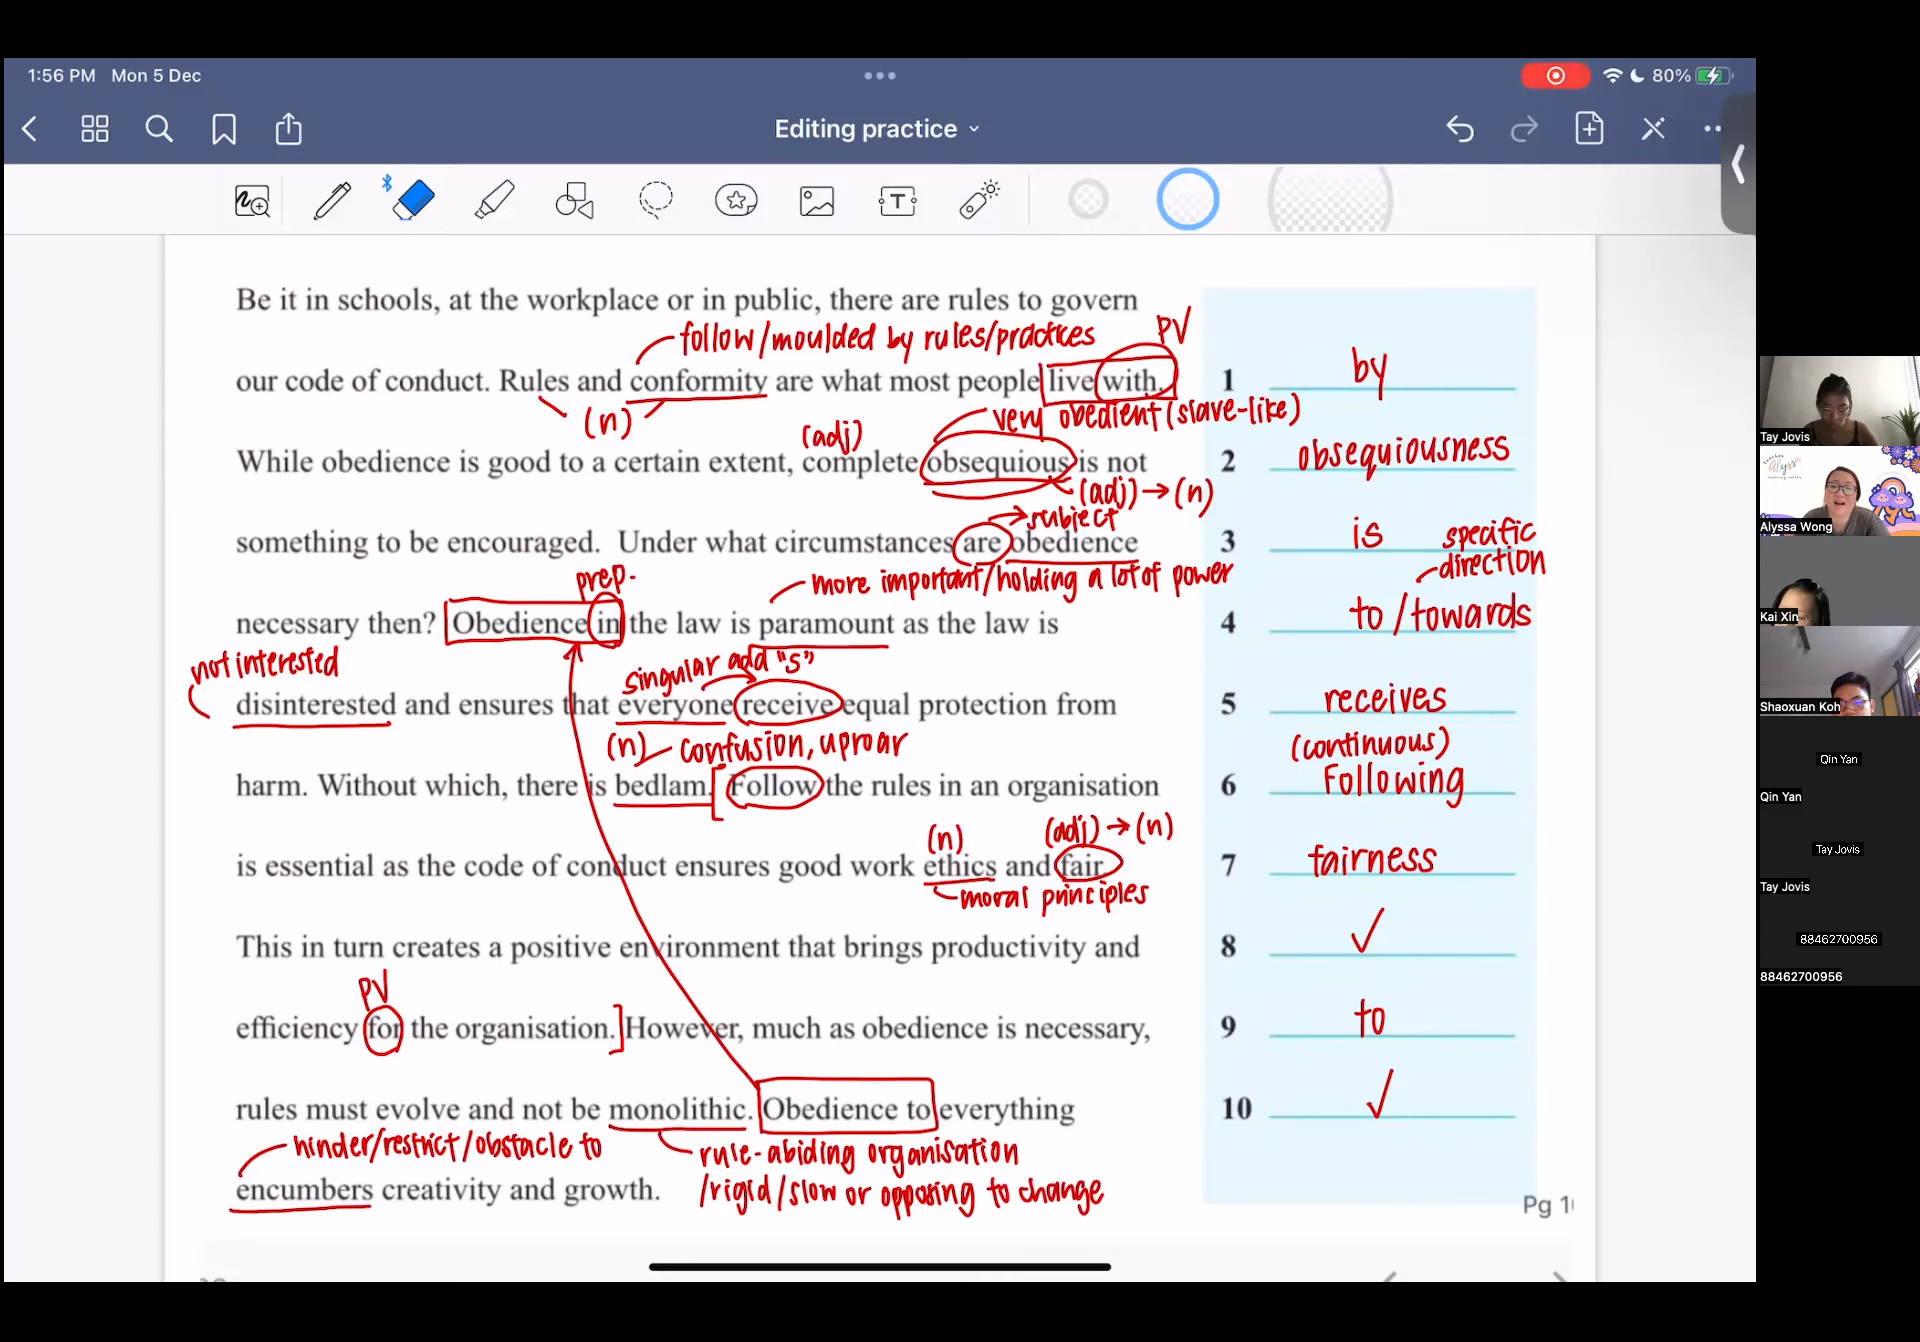 1:56 PM Mon 5 Dec
80%
Editing practice
Be it in schools, at the workplace or in public, there are rules to govern
follow/moulded by rules/practices
PV
our code of conduct. Rules and conformity are what most people live with.
1 by
(n)
very obedient (slave-like)
(adj)
While obedience is good to a certain extent, complete obsequious is not
2 obsequiousness
(adj) → (n)
subject
something to be encouraged. Under what circumstances are obedience
3 is
specific
direction
prep.
more important/holding a lot of power
necessary then? Obedience in the law is paramount as the law is
4 to/towards
not interested
singular add "s"
disinterested and ensures that everyone receive equal protection from
5 receives
(n) confusion, uproar
(continuous)
harm. Without which, there is bedlam. Follow the rules in an organisation
6 Following
(n)
(adj) → (n)
is essential as the code of conduct ensures good work ethics and fair.
7 fairness
moral principles
This in turn creates a positive environment that brings productivity and
8 ✓
PV
efficiency for the organisation. However, much as obedience is necessary,
9 to
rules must evolve and not be monolithic. Obedience to everything
10 ✓
hinder/restrict/obstacle to
rule-abiding organisation
/rigid/slow or opposing to change
encumbers creativity and growth.
Tay Jovis
Alyssa Wong
Kai Xin
Shaoxuan Koh
Qin Yan
Qin Yan
Tay Jovis
Tay Jovis
88462700956
88462700956